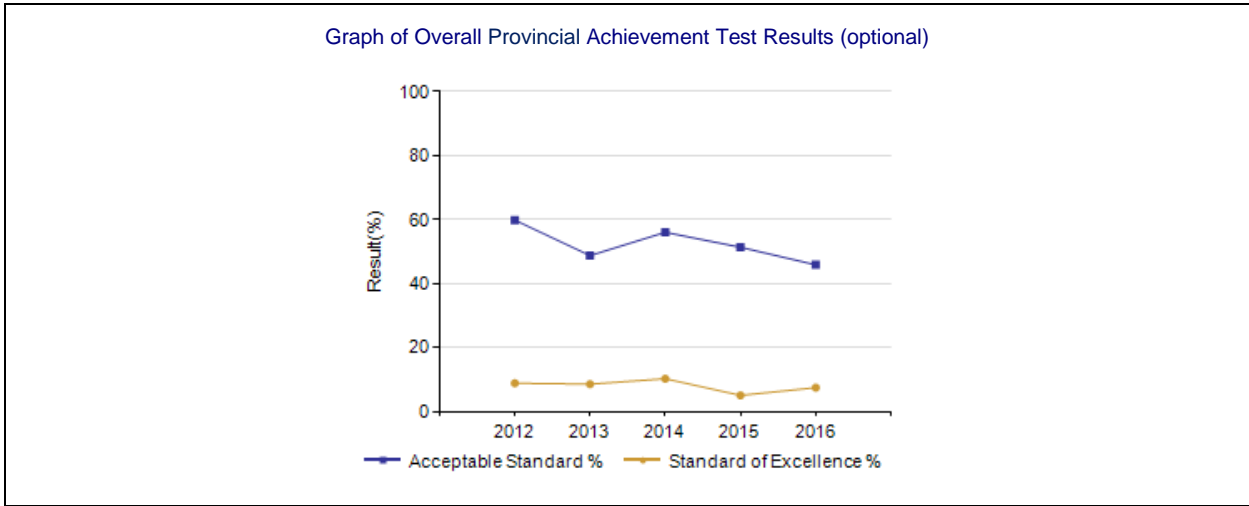 Graph of Overall Provincial Achievement Test Results (optional)
100
80
60
40
20
0
Result(%)
2012 2013 2014 2015 2016
Acceptable Standard % Standard of Excellence %